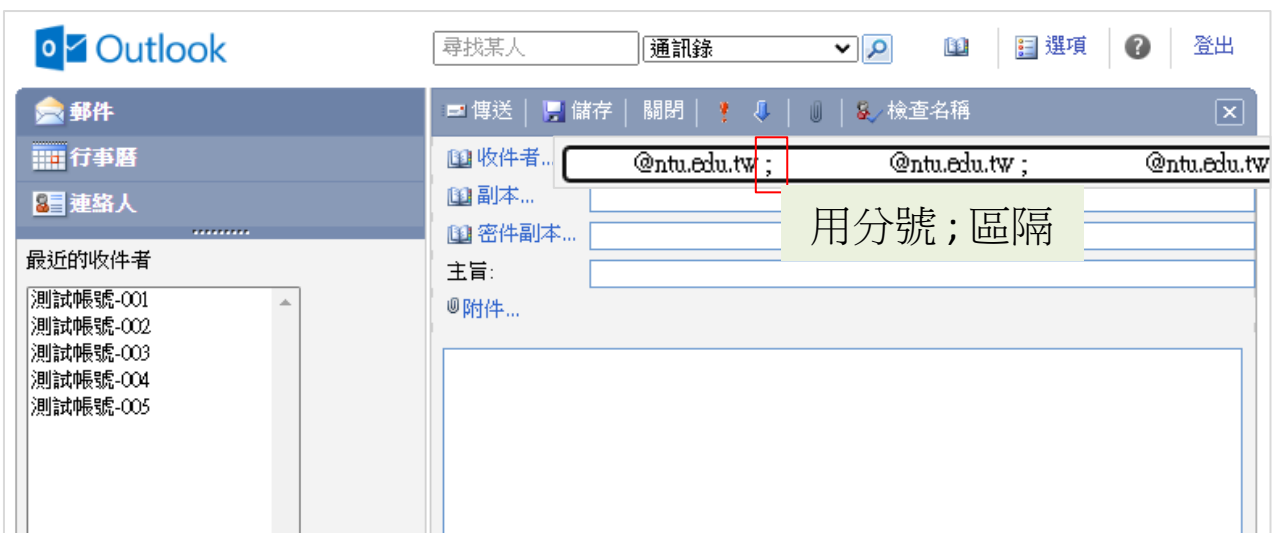 Outlook
尋找某人 通訊錄 選項 登出
郵件
行事曆
連絡人
最近的收件者
測試帳號-001
測試帳號-002
測試帳號-003
測試帳號-004
測試帳號-005
傳送 儲存 關閉 檢查名稱
收件者... @ntu.edu.tw ; @ntu.edu.tw ; @ntu.edu.tw
副本...
用分號 ; 區隔
密件副本...
主旨:
附件...